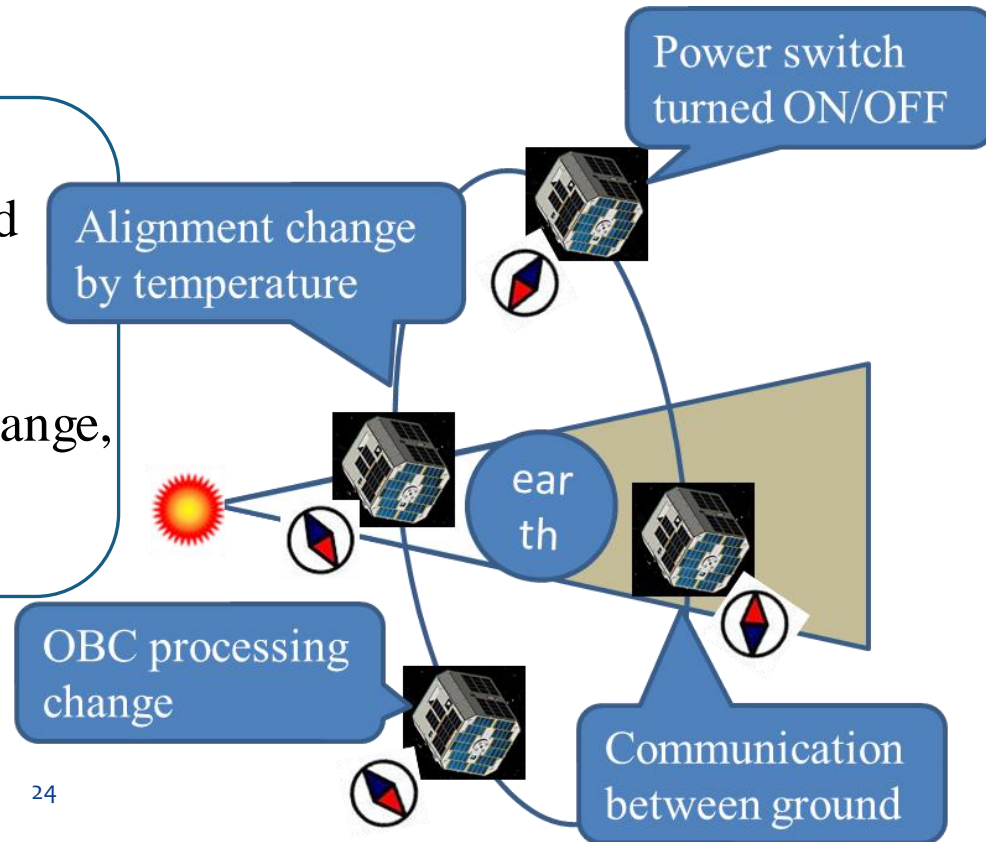 Power switch
turned ON/OFF
Alignment change
by temperature
ange,
ear
th
OBC processing
change
Communication
between ground
24